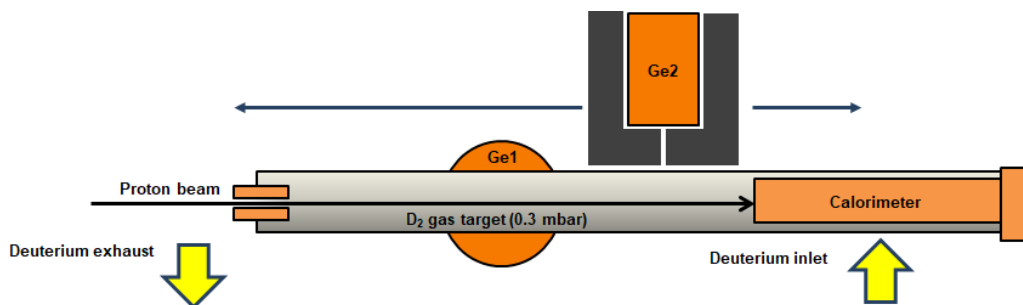 Ge2
Ge1
Proton beam
Calorimeter
D₂ gas target (0.3 mbar)
Deuterium exhaust
Deuterium inlet